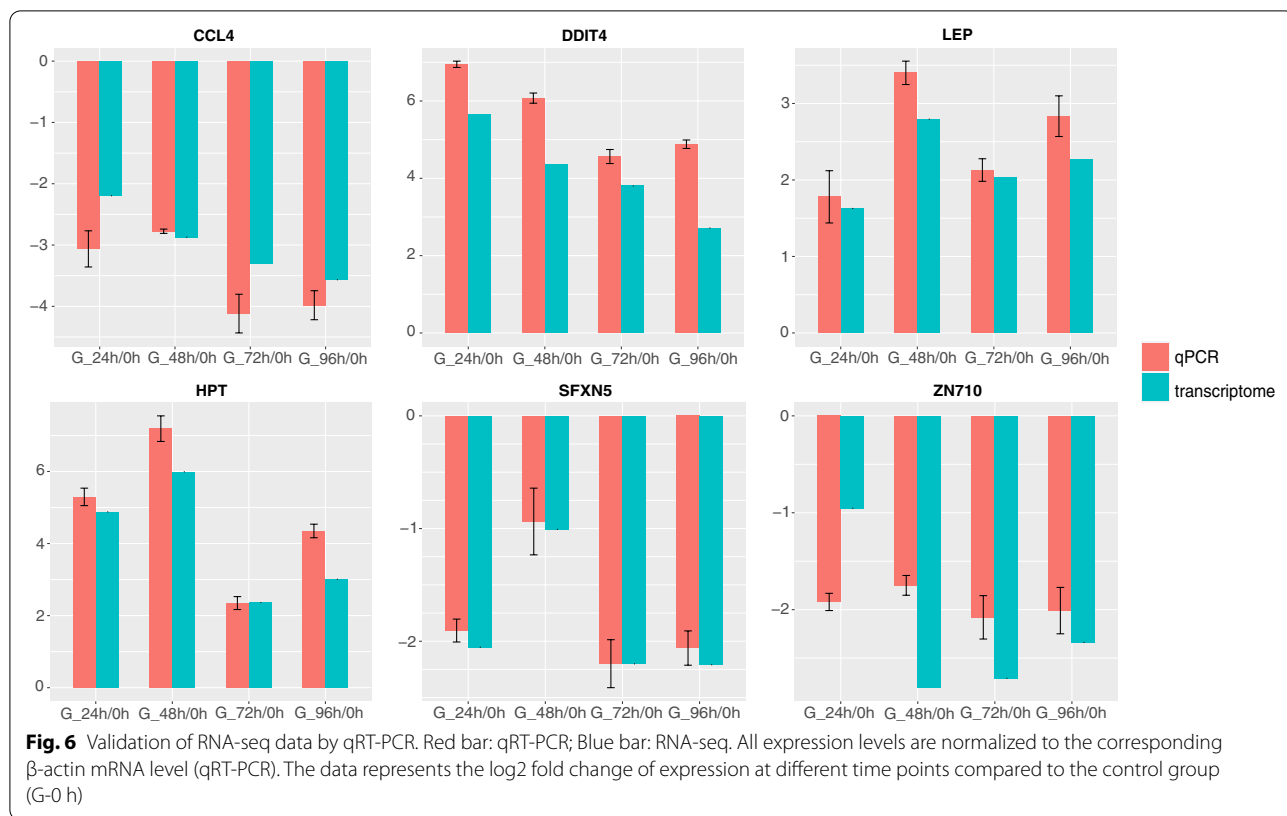 CCL4
DDIT4
LEP
0
−1
−2
−3
−4
6
4
2
0
3
2
1
0
G_24h/0h G_48h/0h G_72h/0h G_96h/0h
G_24h/0h G_48h/0h G_72h/0h G_96h/0h
G_24h/0h G_48h/0h G_72h/0h G_96h/0h
qPCR
transcriptome
HPT
SFXN5
ZN710
6
4
2
0
0
−1
−2
0
−1
−2
G_24h/0h G_48h/0h G_72h/0h G_96h/0h
G_24h/0h G_48h/0h G_72h/0h G_96h/0h
G_24h/0h G_48h/0h G_72h/0h G_96h/0h
Fig. 6 Validation of RNA-seq data by qRT-PCR. Red bar: qRT-PCR; Blue bar: RNA-seq. All expression levels are normalized to the corresponding
β-actin mRNA level (qRT-PCR). The data represents the log2 fold change of expression at different time points compared to the control group
(G-0 h)